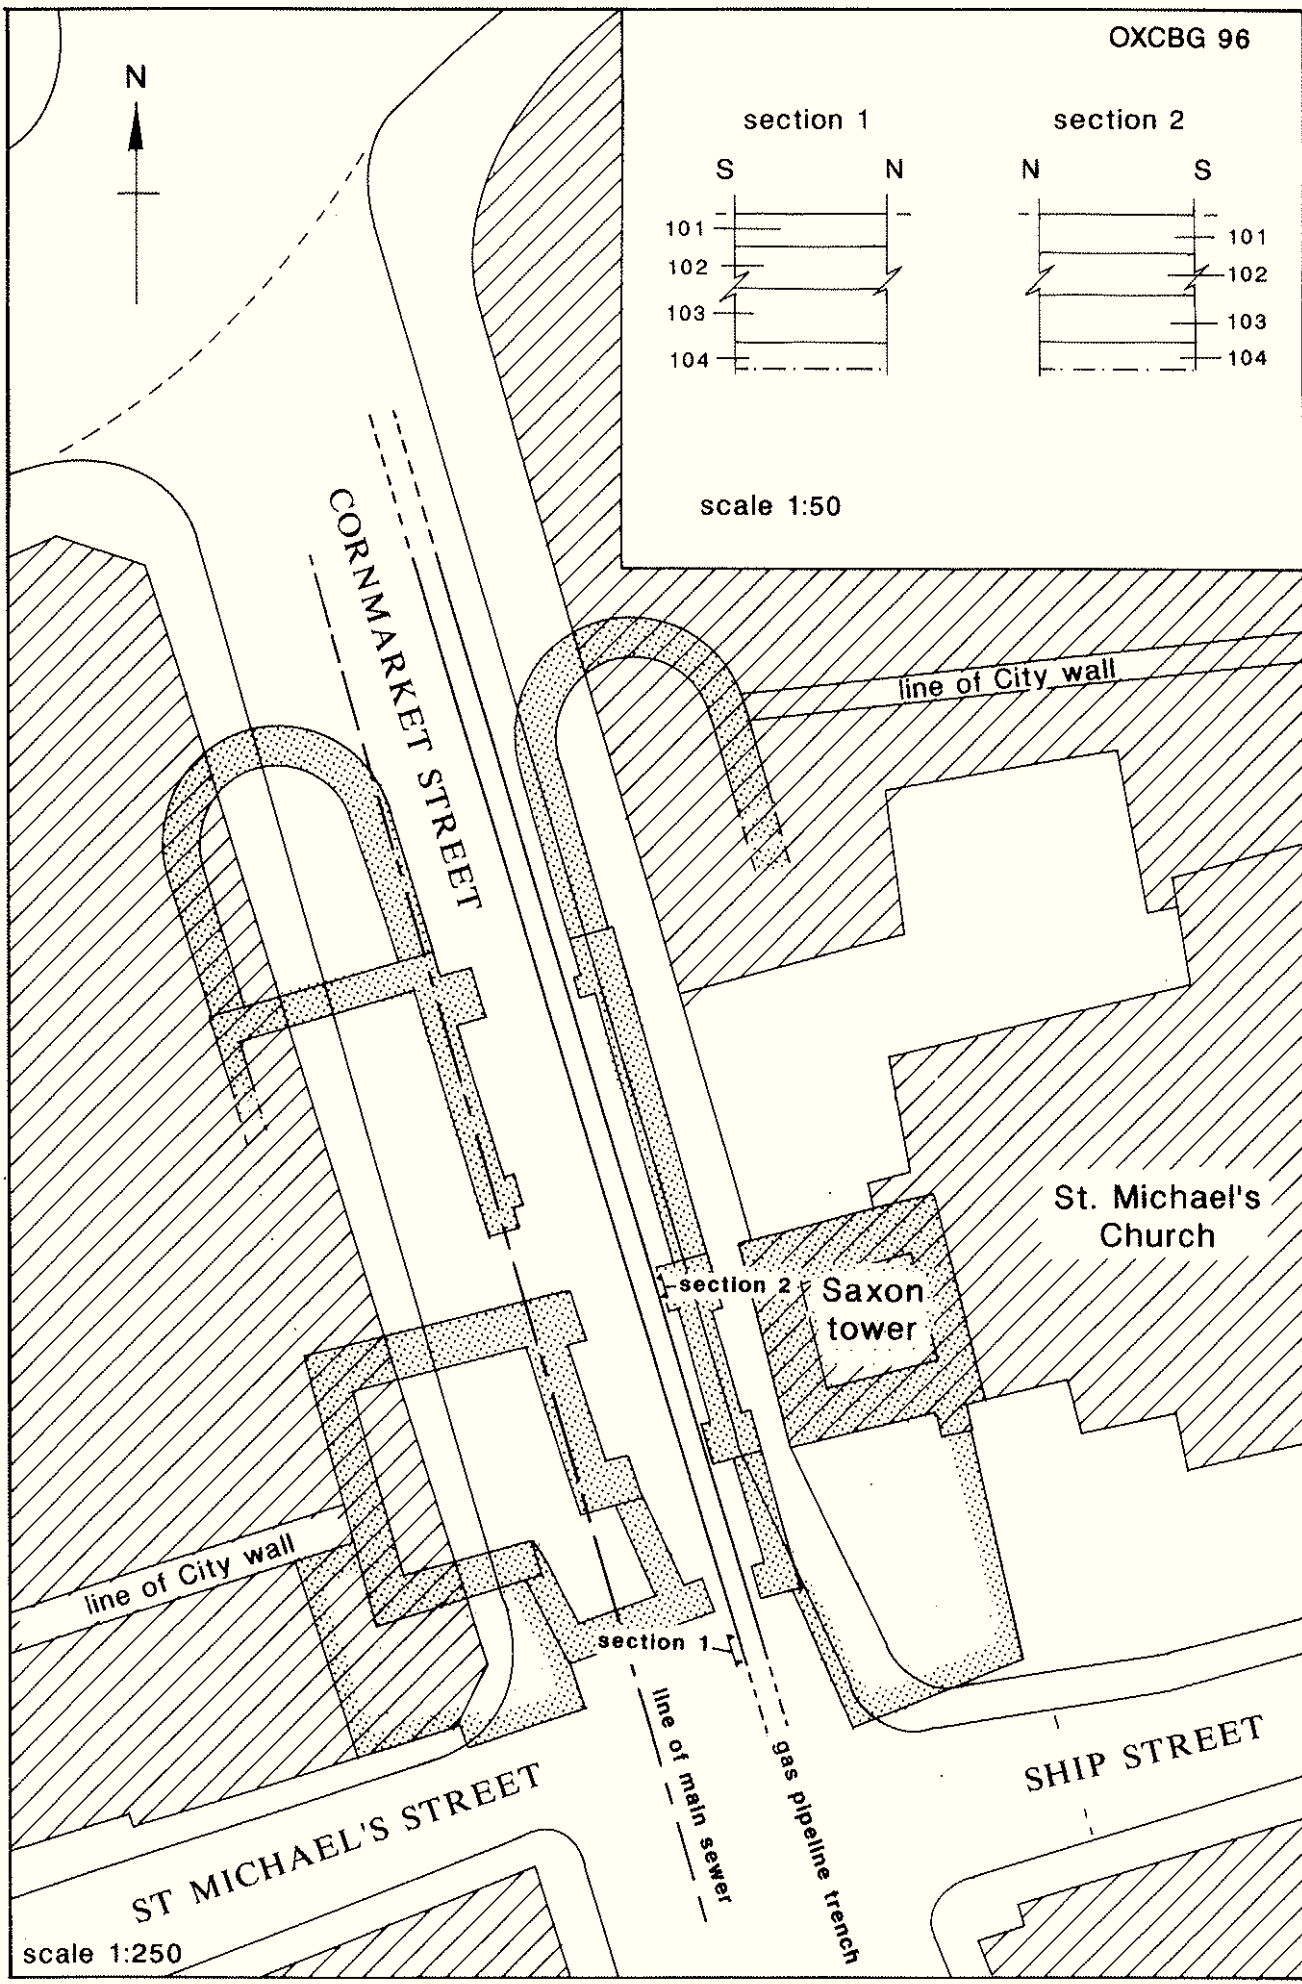 OXCBG 96
N
section 1
section 2
S N
N S
101
102
103
104
101
102
103
104
scale 1:50
CORNMARKET STREET
line of City wall
St. Michael's
Church
section 2
Saxon
tower
line of City wall
section 1
line of main sewer
gas pipeline trench
SHIP STREET
ST MICHAEL'S STREET
scale 1:250